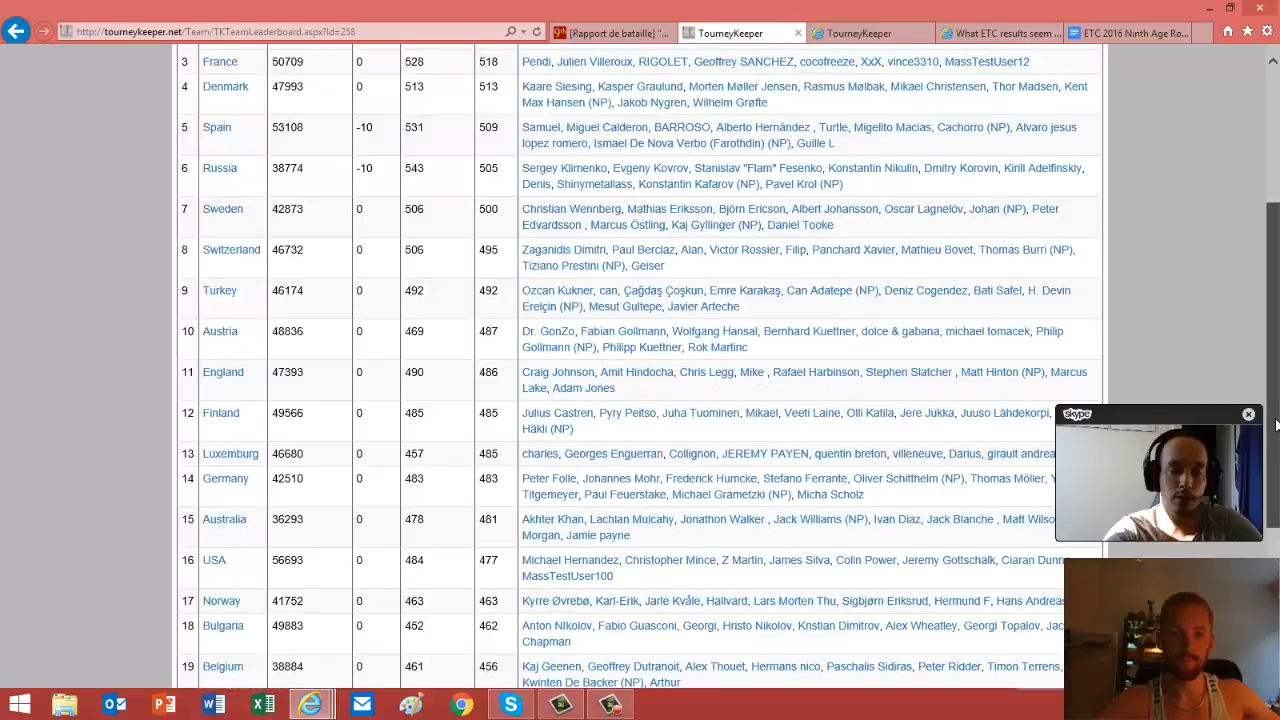 http://tourneykeeper.net/Team/TKTeamLeaderboard.aspx?Id=258
[Rapport de bataille] "...
TourneyKeeper
TourneyKeeper
What ETC results seem ...
ETC 2016 Ninth Age Ro...
3 France 50709 0 528 518 Pendi, Julien Villeroux, RIGOLET, Geoffrey SANCHEZ, cocofreeze, XxX, vince3310, MassTestUser12
4 Denmark 47993 0 513 513 Kaare Siesing, Kasper Graulund, Morten Møller Jensen, Rasmus Mølbak, Mikael Christensen, Thor Madsen, Kent
Max Hansen (NP), Jakob Nygren, Wilhelm Grøfte
5 Spain 53108 -10 531 509 Samuel, Miguel Calderon, BARROSO, Alberto Hernández , Turtle, Migelito Macias, Cachorro (NP), Alvaro jesus
lopez romero, Ismael De Nova Verbo (Farothdin) (NP), Guille L
6 Russia 38774 -10 543 505 Sergey Klimenko, Evgeny Kovrov, Stanislav "Flam" Fesenko, Konstantin Nikulin, Dmitry Korovin, Kirill Adelfinskiy,
Denis, Shinymetallass, Konstantin Kafarov (NP), Pavel Krol (NP)
7 Sweden 42873 0 506 500 Christian Wennberg, Mathias Eriksson, Björn Ericson, Albert Johansson, Oscar Lagnelöv, Johan (NP), Peter
Edvardsson , Marcus Östling, Kaj Gyllinger (NP), Daniel Tooke
8 Switzerland 46732 0 506 495 Zaganidis Dimitri, Paul Berclaz, Alan, Victor Rossier, Filip, Panchard Xavier, Mathieu Bovet, Thomas Burri (NP),
Tiziano Prestini (NP), Geiser
9 Turkey 46174 0 492 492 Ozcan Kukner, can, Çağdaş Çoşkun, Emre Karakaş, Can Adatepe (NP), Deniz Cogendez, Bati Safel, H. Devin
Erelçin (NP), Mesut Gultepe, Javier Arteche
10 Austria 48836 0 469 487 Dr. GonZo, Fabian Gollmann, Wolfgang Hansal, Bernhard Kuettner, dolce & gabana, michael tomacek, Philip
Gollmann (NP), Philipp Kuettner, Rok Martinc
11 England 47393 0 490 486 Craig Johnson, Amit Hindocha, Chris Legg, Mike , Rafael Harbinson, Stephen Slatcher , Matt Hinton (NP), Marcus
Lake, Adam Jones
12 Finland 49566 0 485 485 Julius Castren, Pyry Peitso, Juha Tuominen, Mikael, Veeti Laine, Olli Katila, Jere Jukka, Juuso Lähdekorpi,
Häkli (NP)
13 Luxemburg 46680 0 457 485 charles, Georges Enguerran, Collignon, JEREMY PAYEN, quentin breton, villeneuve, Darius, girault andrea
14 Germany 42510 0 483 483 Peter Folle, Johannes Mohr, Frederick Humcke, Stefano Ferrante, Oliver Schitthelm (NP), Thomas Möller, Y
Titgemeyer, Paul Feuerstake, Michael Grametzki (NP), Micha Scholz
15 Australia 36293 0 478 481 Akhter Khan, Lachlan Mulcahy, Jonathon Walker , Jack Williams (NP), Ivan Diaz, Jack Blanche , Matt Wilso
Morgan, Jamie payne
16 USA 56693 0 484 477 Michael Hernandez, Christopher Mince, Z Martin, James Silva, Colin Power, Jeremy Gottschalk, Ciaran Dunn
MassTestUser100
17 Norway 41752 0 463 463 Kyrre Øvrebø, Karl-Erik, Jarle Kvåle, Hallvard, Lars Morten Thu, Sigbjørn Eriksrud, Hermund F, Hans Andreas
18 Bulgaria 49883 0 452 462 Anton NIkolov, Fabio Guasconi, Georgi, Hristo Nikolov, Kristian Dimitrov, Alex Wheatley, Georgi Topalov, Jac
Chapman
19 Belgium 38884 0 461 456 Kaj Geenen, Geoffrey Dutranoit, Alex Thouet, Hermans nico, Paschalis Sidiras, Peter Ridder, Timon Terrens,
Kwinten De Backer (NP), Arthur
skype